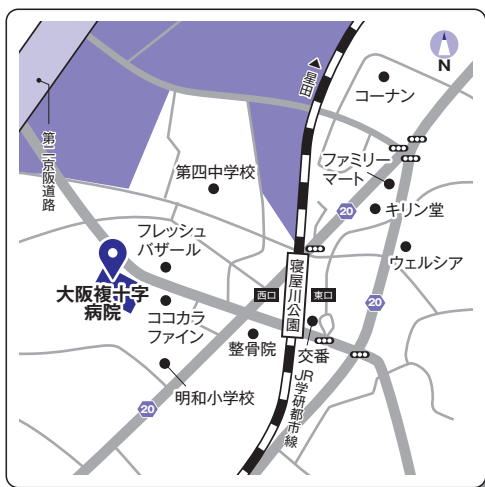 N
▲星田
コーナン
第二京阪道路
第四中学校
ファミリー
マート
20
キリン堂
フレッシュ
バザール
ウェルシア
大阪複十字
病院
西口
寝屋川公園
東口
20
ココカラ
ファイン
整骨院
交番
明和小学校
JR学研都市線
20